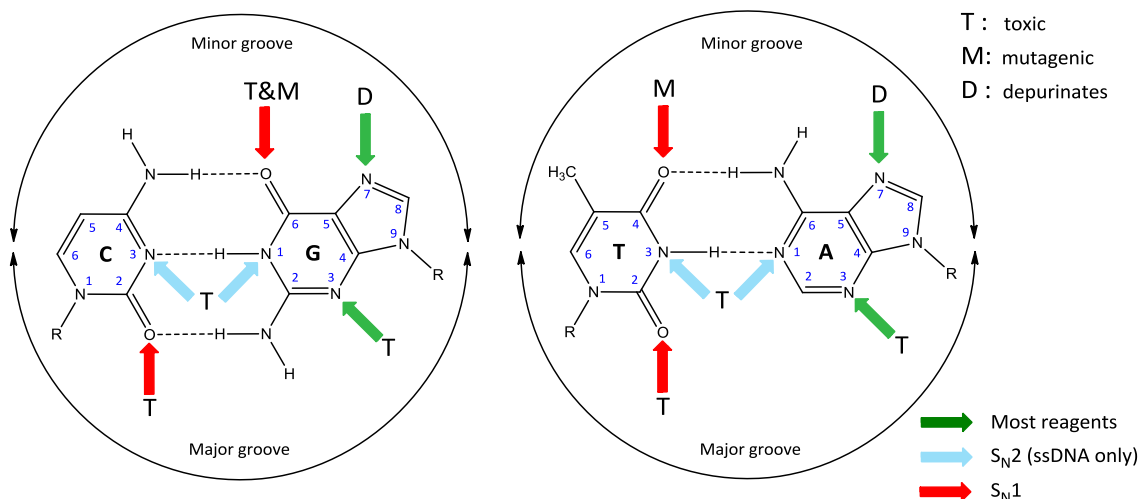 Minor groove
T&M
D
H
N
H
O
N
7
8
9
N
R
6
5
4
3
2
1
C
N
3
4
5
6
1
2
N
R
H
N
G
N
O
H
N
H
T
T
T
Major groove
Minor groove
M
D
H
H3C
O
H
N
N
7
8
9
N
R
5
4
6
T
3
N
H
N
1
6
5
A
4
1
2
N
R
O
2
3
N
T
T
T
Major groove
T : toxic
M: mutagenic
D : depurinates
Most reagents
SN2 (ssDNA only)
SN1